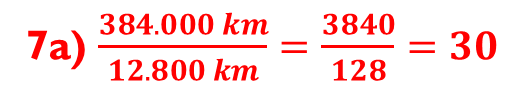 7a) 384.000 km / 12.800 km = 3840 / 128 = 30